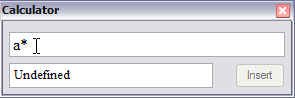 Calculator
a*
Undefined
Insert